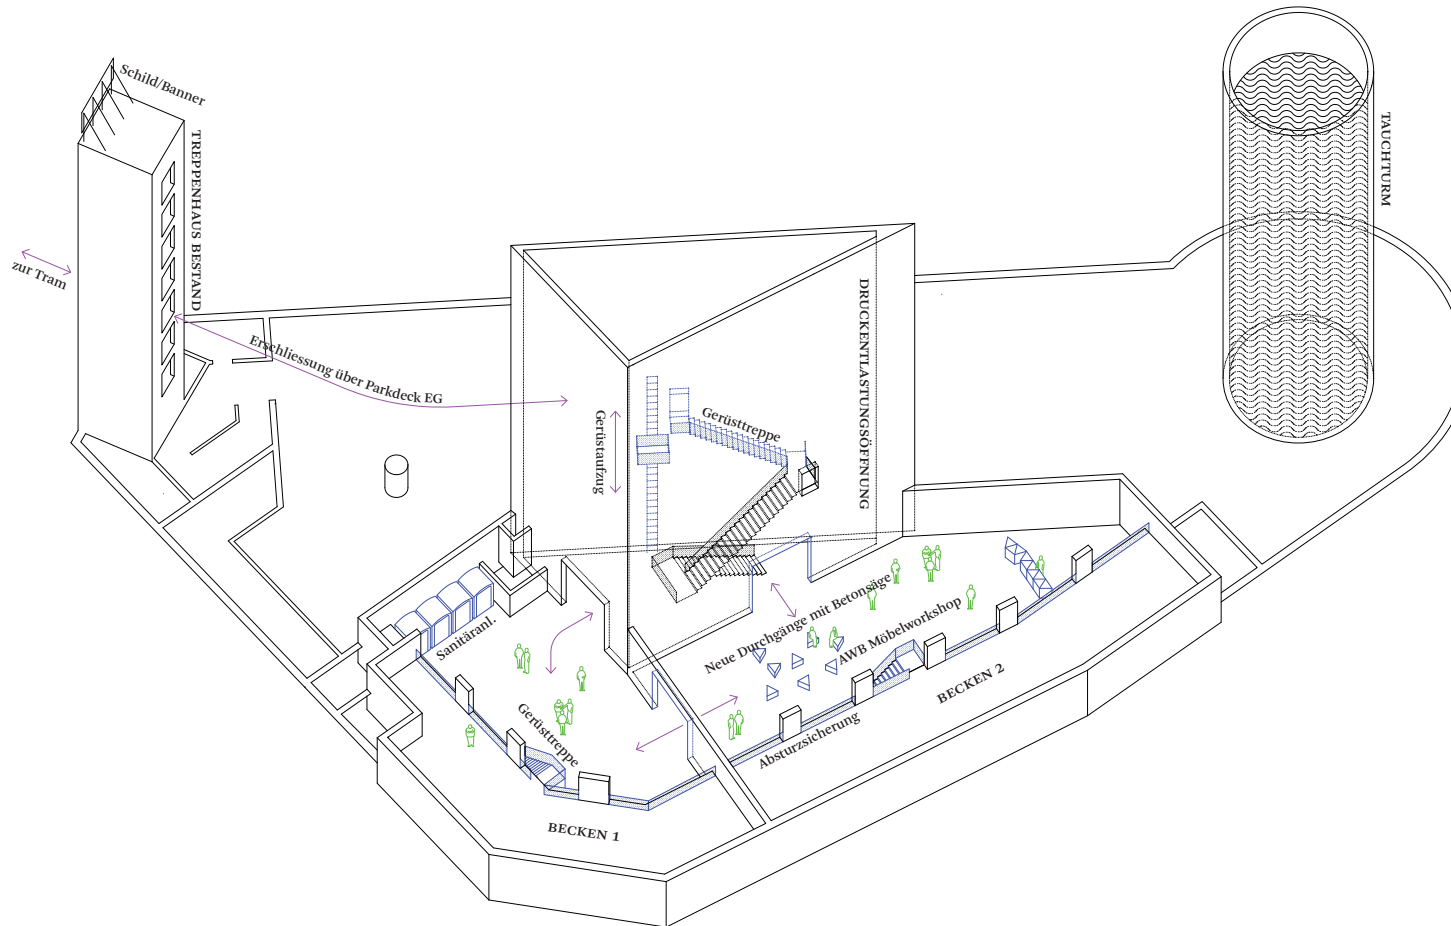 Schild/Banner
TREPPENHAUS BESTAND
zur Tram
Erschliessung über Parkdeck EG
TAUCHTURM
DRUCKENTLASTUNGSÖFFNUNG
Gerüsttreppe
Gerüstaufzug
Sanitäranl.
Neue Durchgänge mit Betonsäge
AWB Möbelworkshop
BECKEN 2
Gerüsttreppe
Absturzsicherung
BECKEN 1